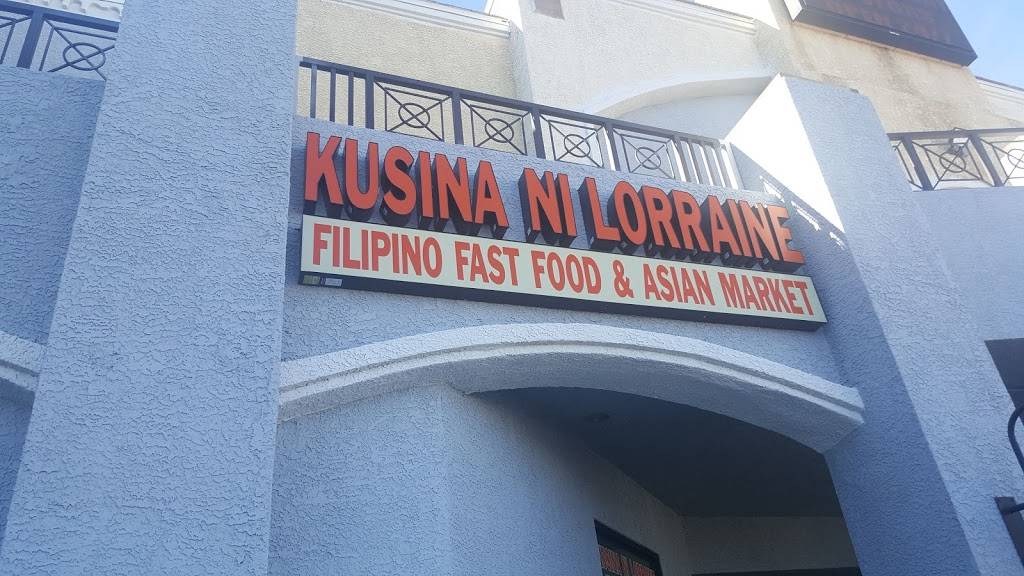 KUSINA NI LORRAINE
FILIPINO FAST FOOD & ASIAN MARKET